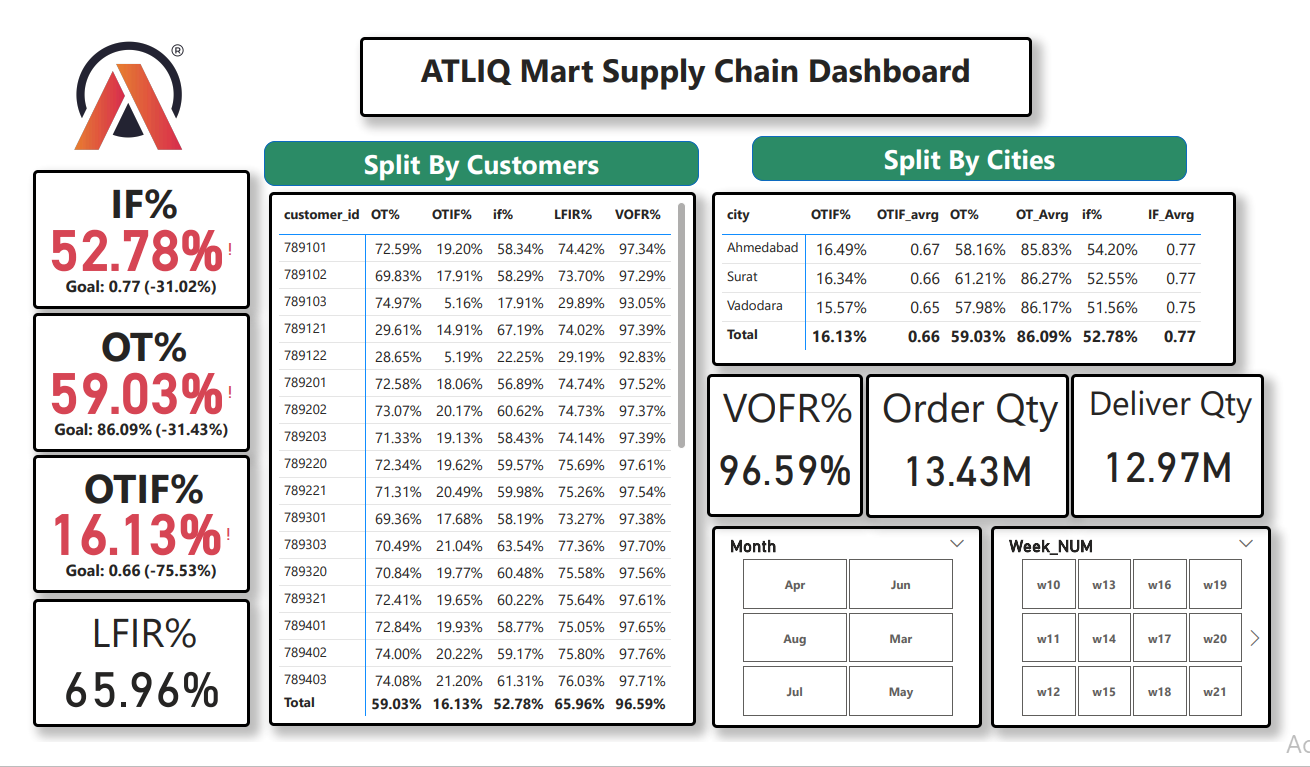 ®
ATLIQ Mart Supply Chain Dashboard
Split By Customers
Split By Cities
IF%
52.78%!
Goal: 0.77 (-31.02%)
OT%
59.03%!
Goal: 86.09% (-31.43%)
OTIF%
16.13%!
Goal: 0.66 (-75.53%)
LFIR%
65.96%
customer_id OT% OTIF% if% LFIR% VOFR%
789101 72.59% 19.20% 58.34% 74.42% 97.34%
789102 69.83% 17.91% 58.29% 73.70% 97.29%
789103 74.97% 5.16% 17.91% 29.89% 93.05%
789121 29.61% 14.91% 67.19% 74.02% 97.39%
789122 28.65% 5.19% 22.25% 29.19% 92.83%
789201 72.58% 18.06% 56.89% 74.74% 97.52%
789202 73.07% 20.17% 60.62% 74.73% 97.37%
789203 71.33% 19.13% 58.43% 74.14% 97.39%
789220 72.34% 19.62% 59.57% 75.69% 97.61%
789221 71.31% 20.49% 59.98% 75.26% 97.54%
789301 69.36% 17.68% 58.19% 73.27% 97.38%
789303 70.49% 21.04% 63.54% 77.36% 97.70%
789320 70.84% 19.77% 60.48% 75.58% 97.56%
789321 72.41% 19.65% 60.22% 75.64% 97.61%
789401 72.84% 19.93% 58.77% 75.05% 97.65%
789402 74.00% 20.22% 59.17% 75.80% 97.76%
789403 74.08% 21.20% 61.31% 76.03% 97.71%
Total 59.03% 16.13% 52.78% 65.96% 96.59%
city OTIF% OTIF_avrg OT% OT_Avrg if% IF_Avrg
Ahmedabad 16.49% 0.67 58.16% 85.83% 54.20% 0.77
Surat 16.34% 0.66 61.21% 86.27% 52.55% 0.77
Vadodara 15.57% 0.65 57.98% 86.17% 51.56% 0.75
Total 16.13% 0.66 59.03% 86.09% 52.78% 0.77
VOFR%
96.59%
Order Qty
13.43M
Deliver Qty
12.97M
Month
Apr Jun
Aug Mar
Jul May
Week_NUM
w10 w13 w16 w19
w11 w14 w17 w20
w12 w15 w18 w21